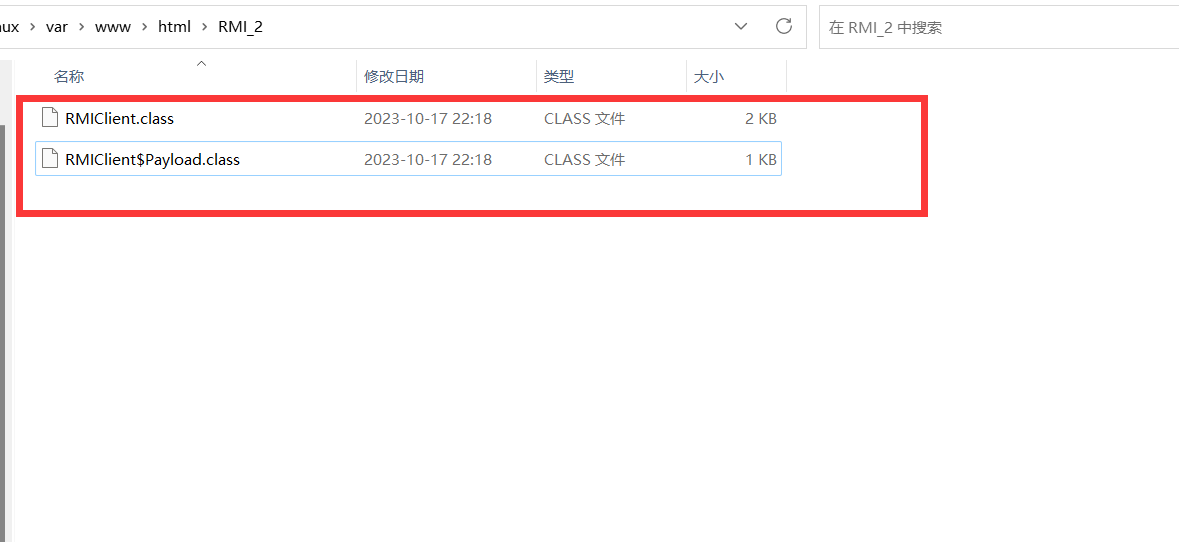 var > www > html > RMI_2
在 RMI_2 中搜索
名称 修改日期 类型 大小
RMIClient.class 2023-10-17 22:18 CLASS 文件 2 KB
RMIClient$Payload.class 2023-10-17 22:18 CLASS 文件 1 KB